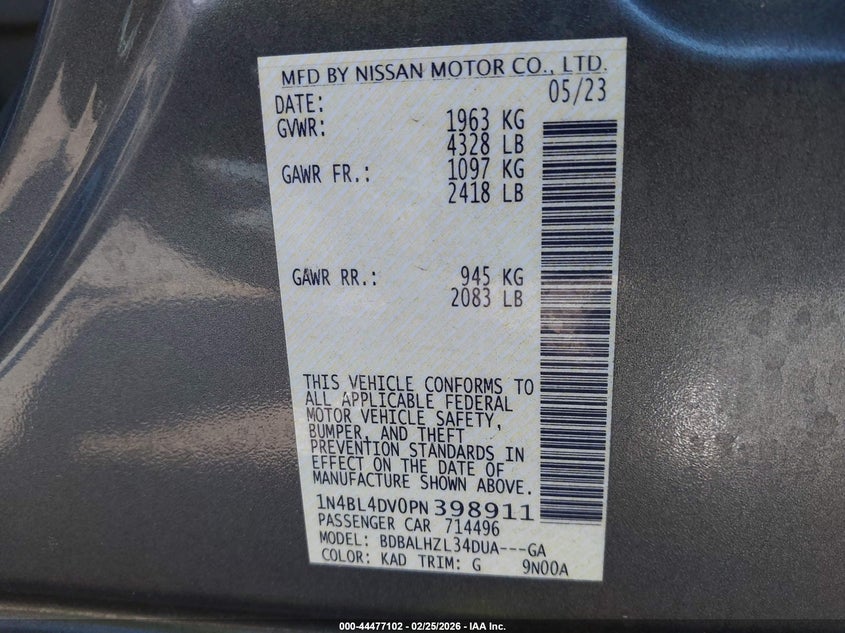 MFD BY NISSAN MOTOR CO., LTD.
DATE: 05/23
GVWR: 1963 KG
4328 LB
GAWR FR.: 1097 KG
2418 LB
GAWR RR.: 945 KG
2083 LB
THIS VEHICLE CONFORMS TO
ALL APPLICABLE FEDERAL
MOTOR VEHICLE SAFETY,
BUMPER, AND THEFT
PREVENTION STANDARDS IN
EFFECT ON THE DATE OF
MANUFACTURE SHOWN ABOVE.
1N4BL4DV0PN398911
PASSENGER CAR 714496
MODEL: BDBALHZL34DUA---GA
COLOR: KAD TRIM: G 9N00A
000-44477102 - 02/25/2026 - IAA Inc.